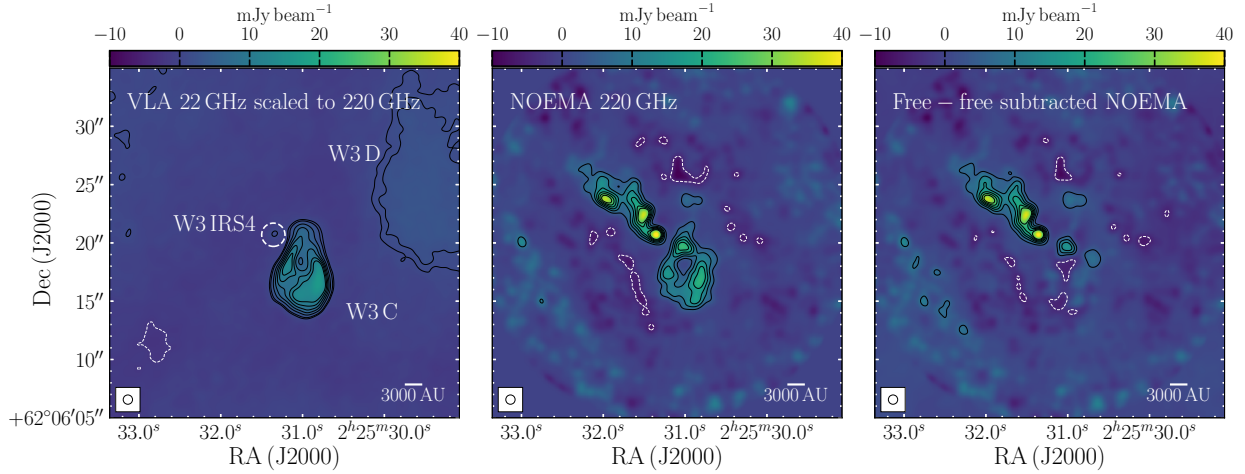 mJy beam⁻¹
−10 0 10 20 30 40
VLA 22 GHz scaled to 220 GHz
W3 D
W3 IRS4
W3 C
3000 AU
30″
25″
20″
15″
10″
+62°06′05″
Dec (J2000)
33.0ˢ 32.0ˢ 31.0ˢ 2ʰ25ᵐ30.0ˢ
RA (J2000)
mJy beam⁻¹
−10 0 10 20 30 40
NOEMA 220 GHz
3000 AU
33.0ˢ 32.0ˢ 31.0ˢ 2ʰ25ᵐ30.0ˢ
RA (J2000)
mJy beam⁻¹
−10 0 10 20 30 40
Free − free subtracted NOEMA
3000 AU
33.0ˢ 32.0ˢ 31.0ˢ 2ʰ25ᵐ30.0ˢ
RA (J2000)